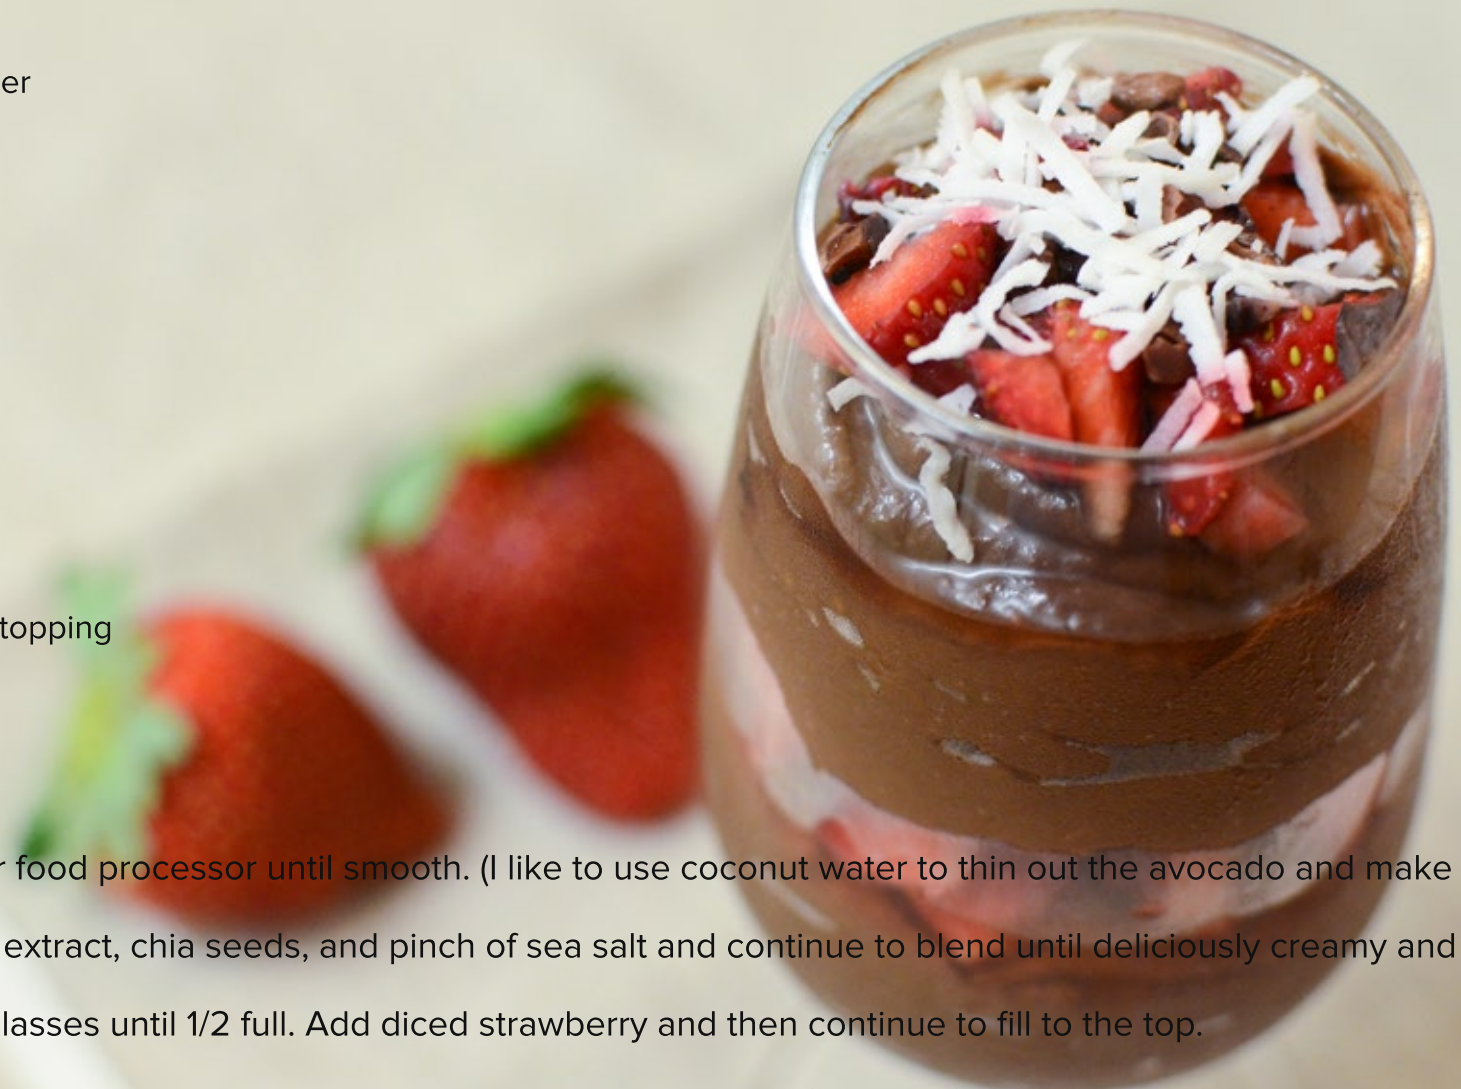 er
topping
r food processor until smooth. (I like to use coconut water to thin out the avocado and make
extract, chia seeds, and pinch of sea salt and continue to blend until deliciously creamy and
lasses until 1/2 full. Add diced strawberry and then continue to fill to the top.